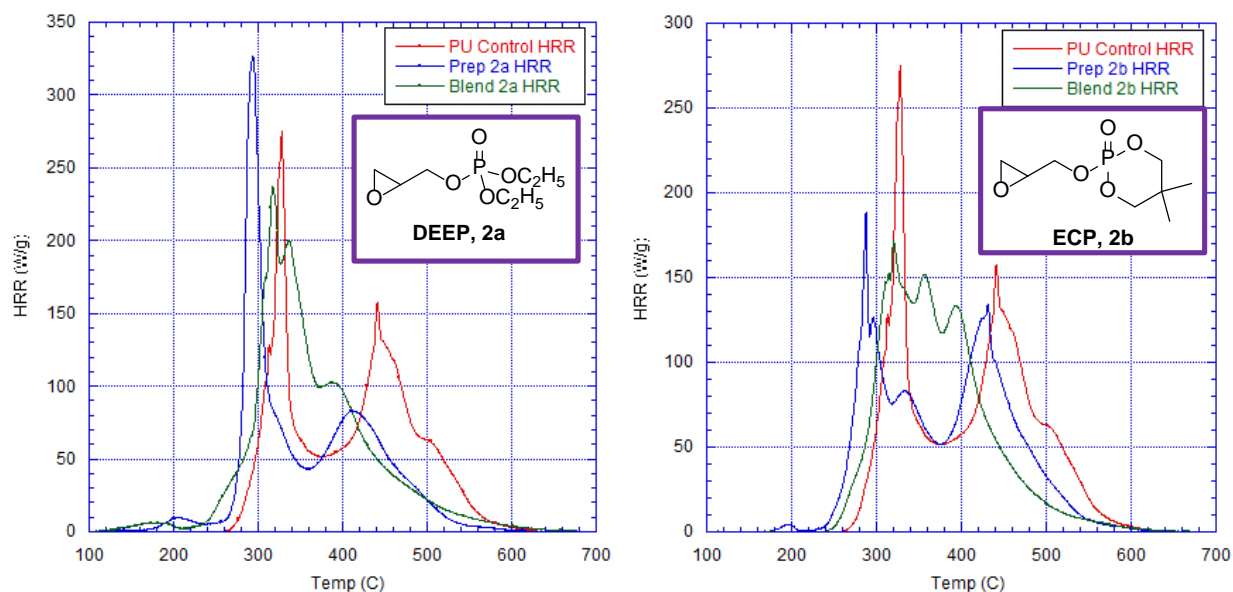 HRR (W/g)
350
300
250
200
150
100
50
0
PU Control HRR
Prep 2a HRR
Blend 2a HRR
O
O
O
P
OC2H5
OC2H5
DEEP, 2a
100 200 300 400 500 600 700
Temp (C)
HRR (W/g)
300
250
200
150
100
50
0
PU Control HRR
Prep 2b HRR
Blend 2b HRR
O
O
O
P
O
O
ECP, 2b
100 200 300 400 500 600 700
Temp (C)